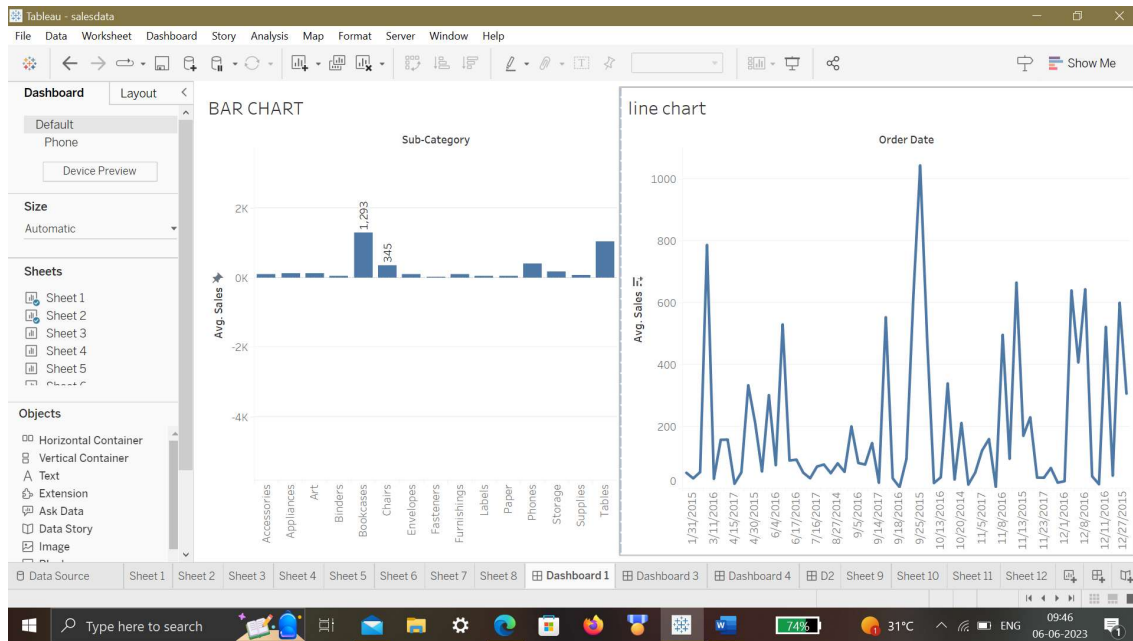 Tableau - salesdata
File Data Worksheet Dashboard Story Analysis Map Format Server Window Help
Show Me
Dashboard Layout
Default
Phone
Device Preview
Size
Automatic
Sheets
Sheet 1
Sheet 2
Sheet 3
Sheet 4
Sheet 5
Objects
Horizontal Container
Vertical Container
Text
Extension
Ask Data
Data Story
Image
BAR CHART
Sub-Category
Avg. Sales
2K
0K
-2K
-4K
1,293
345
Accessories
Appliances
Art
Binders
Bookcases
Chairs
Envelopes
Fasteners
Furnishings
Labels
Paper
Phones
Storage
Supplies
Tables
line chart
Order Date
Avg. Sales
1000
800
600
400
200
0
1/31/2015
3/11/2016
4/15/2017
4/30/2015
6/4/2016
6/17/2016
7/16/2017
8/27/2014
9/5/2016
9/14/2017
9/18/2016
9/25/2015
10/13/2016
10/20/2014
11/5/2017
11/8/2016
11/13/2015
11/23/2017
12/1/2016
12/8/2016
12/11/2016
12/27/2015
Data Source Sheet 1 Sheet 2 Sheet 3 Sheet 4 Sheet 5 Sheet 6 Sheet 7 Sheet 8 Dashboard 1 Dashboard 3 Dashboard 4 D2 Sheet 9 Sheet 10 Sheet 11 Sheet 12
Type here to search
74%
31°C
ENG
09:46
06-06-2023
1
1